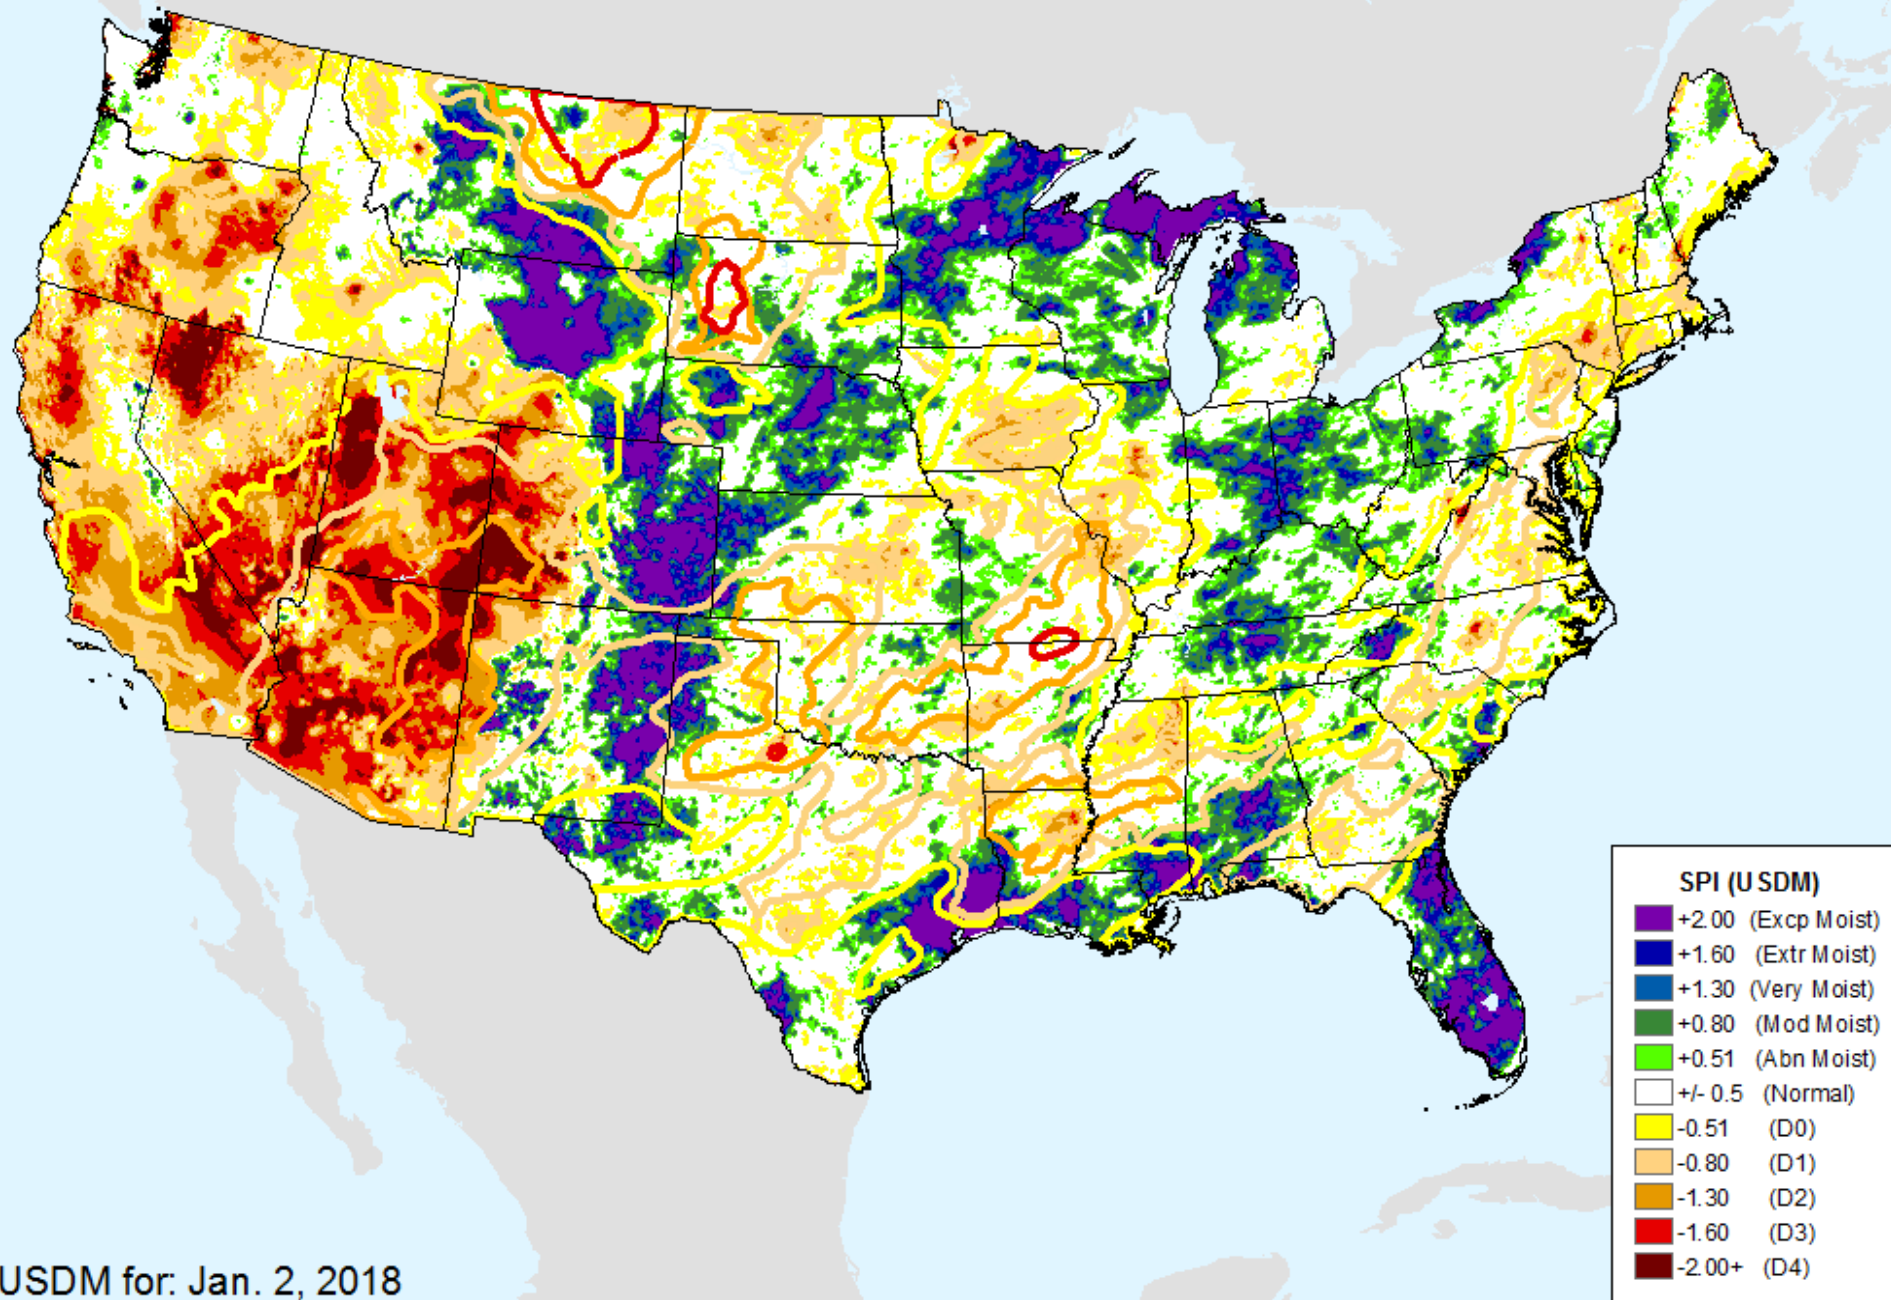 SPI (USDM)
+2.00 (Excp Moist)
+1.60 (Extr Moist)
+1.30 (Very Moist)
+0.80 (Mod Moist)
+0.51 (Abn Moist)
+/- 0.5 (Normal)
-0.51 (D0)
-0.80 (D1)
-1.30 (D2)
-1.60 (D3)
-2.00+ (D4)
USDM for: Jan. 2, 2018